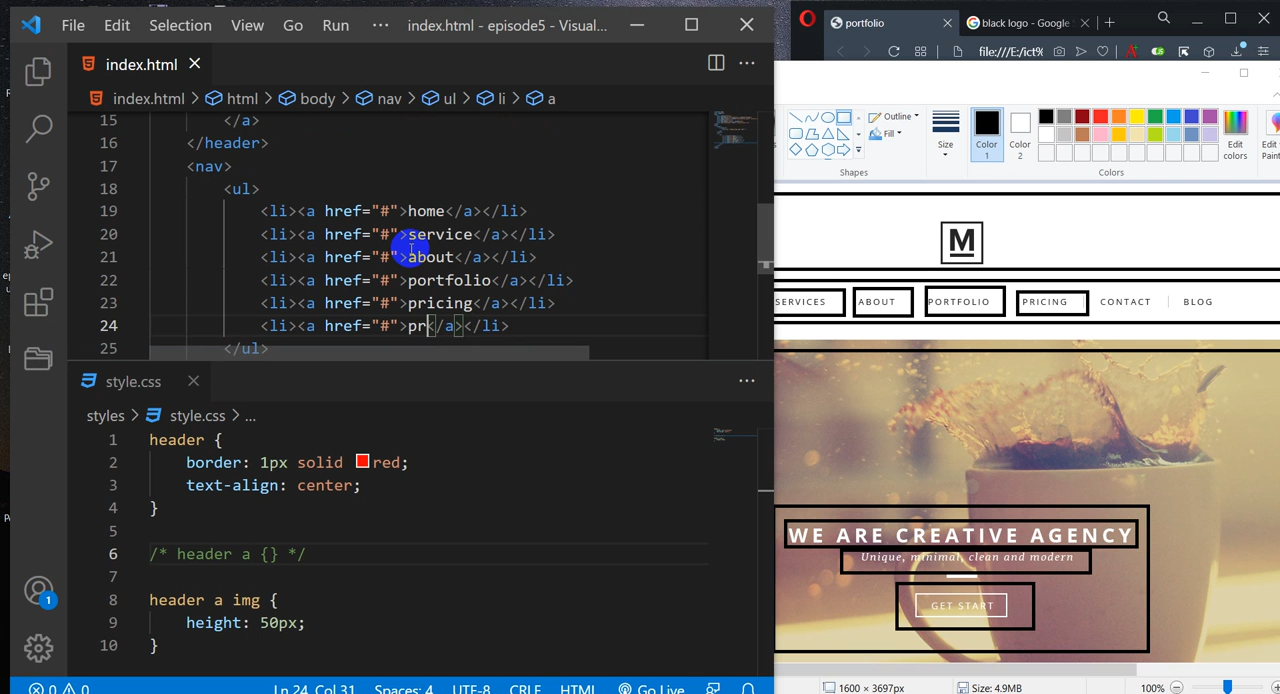 File Edit Selection View Go Run ··· index.html - episode5 - Visual...
index.html
index.html > html > body > nav > ul > li > a
15 </a>
16 </header>
17 <nav>
18 <ul>
19 <li><a href="#">home</a></li>
20 <li><a href="#">service</a></li>
21 <li><a href="#">about</a></li>
22 <li><a href="#">portfolio</a></li>
23 <li><a href="#">pricing</a></li>
24 <li><a href="#">pr</a></li>
25 </ul>
style.css
styles > style.css > ...
1 header {
2 border: 1px solid red;
3 text-align: center;
4 }
5
6 /* header a {} */
7
8 header a img {
9 height: 50px;
10 }
1
0 0 Ln 24, Col 31 Spaces: 4 UTF-8 CRLF HTML Go Live
portfolio
black logo - Google
file:///E:/ict%
Outline
Fill
Shapes
Size
Color 1
Color 2
Edit colors
Colors
M
SERVICES ABOUT PORTFOLIO PRICING CONTACT BLOG
WE ARE CREATIVE AGENCY
Unique, minimal, clean and modern
GET START
1600 × 3697px Size: 4.9MB 100%